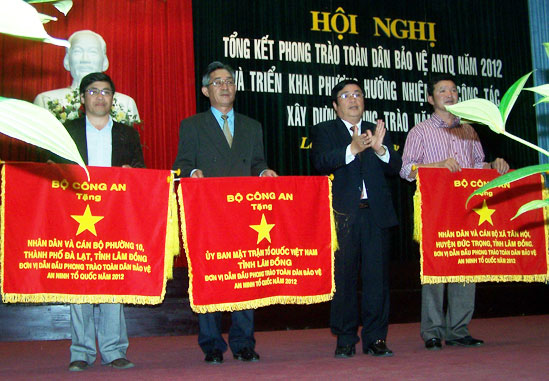 HỘI NGHỊ
TỔNG KẾT PHONG TRÀO TOÀN DÂN BẢO VỆ ANTQ NĂM 2012
VÀ TRIỂN KHAI PHƯƠNG HƯỚNG NHIỆM CÔNG TÁC
XÂY DỰNG PHONG TRÀO NĂM
BỘ CÔNG AN
Tặng
NHÂN DÂN VÀ CÁN BỘ PHƯỜNG 10,
THÀNH PHỐ ĐÀ LẠT, TỈNH LÂM ĐỒNG
ĐƠN VỊ DẪN ĐẦU PHONG TRÀO TOÀN DÂN BẢO VỆ
AN NINH TỔ QUỐC NĂM 2012
BỘ CÔNG AN
Tặng
ỦY BAN MẶT TRẬN TỔ QUỐC VIỆT NAM
TỈNH LÂM ĐỒNG
ĐƠN VỊ DẪN ĐẦU PHONG TRÀO TOÀN DÂN BẢO VỆ
AN NINH TỔ QUỐC NĂM 2012
BỘ CÔNG AN
Tặng
NHÂN DÂN VÀ CÁN BỘ XÃ TÂN HỘI,
HUYỆN ĐỨC TRỌNG, TỈNH LÂM ĐỒNG
ĐƠN VỊ DẪN ĐẦU PHONG TRÀO TOÀN DÂN BẢO VỆ
AN NINH TỔ QUỐC NĂM 2012